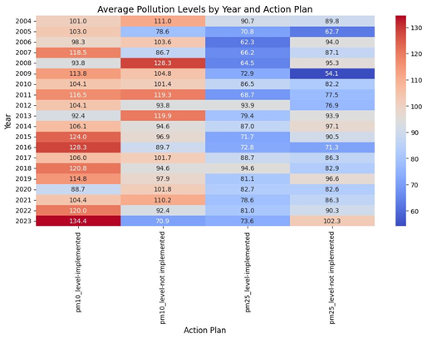 Average Pollution Levels by Year and Action Plan
2004 101.0 111.0 90.7 89.8
2005 103.0 78.6 70.8 62.7
2006 98.3 103.6 62.3 94.0
2007 118.5 86.7 66.2 87.1
2008 93.8 128.3 64.5 95.3
2009 113.8 104.8 72.9 54.1
2010 104.1 101.4 86.5 82.2
2011 116.5 119.3 68.7 77.5
2012 104.1 93.8 93.9 76.9
2013 92.4 119.9 79.4 93.9
2014 106.1 94.6 87.0 97.1
2015 124.0 96.9 71.7 90.5
2016 128.3 89.7 72.8 71.3
2017 106.0 101.7 88.7 86.3
2018 120.8 94.6 94.6 82.9
2019 114.8 97.9 81.1 96.6
2020 88.7 101.8 82.7 82.6
2021 104.4 110.2 78.6 86.3
2022 120.0 92.4 81.0 90.3
2023 134.4 70.9 73.6 102.3
Year
pm10_level-implemented
pm10_level-not implemented
pm25_level-implemented
pm25_level-not implemented
Action Plan
130
120
110
100
90
80
70
60